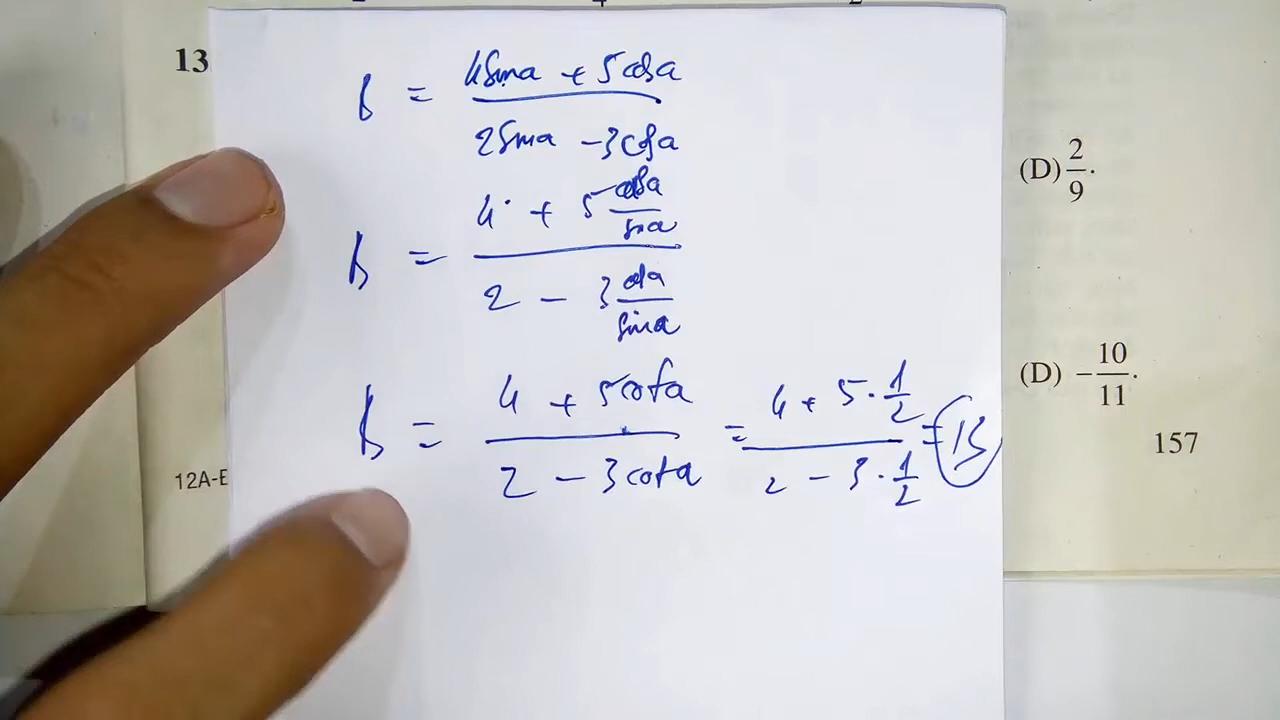 13
B = (4sina + 5cosa) / (2sina - 3cosa)
(D) 2/9.
B = (4 + 5 cosa/sina) / (2 - 3 cosa/sina)
(D) -10/11.
B = (4 + 5cota) / (2 - 3cota) = (4 + 5·1/2) / (2 - 3·1/2) = 13
157
12A-E